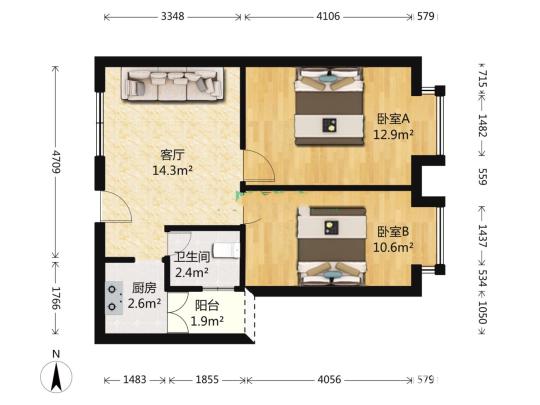 3348 4106 579
客厅
14.3m²
卧室A
12.9m²
卧室B
10.6m²
卫生间
2.4m²
厨房
2.6m²
阳台
1.9m²
4709
1766
715
1482
559
1437
534
1050
N
1483 1855 4056 579